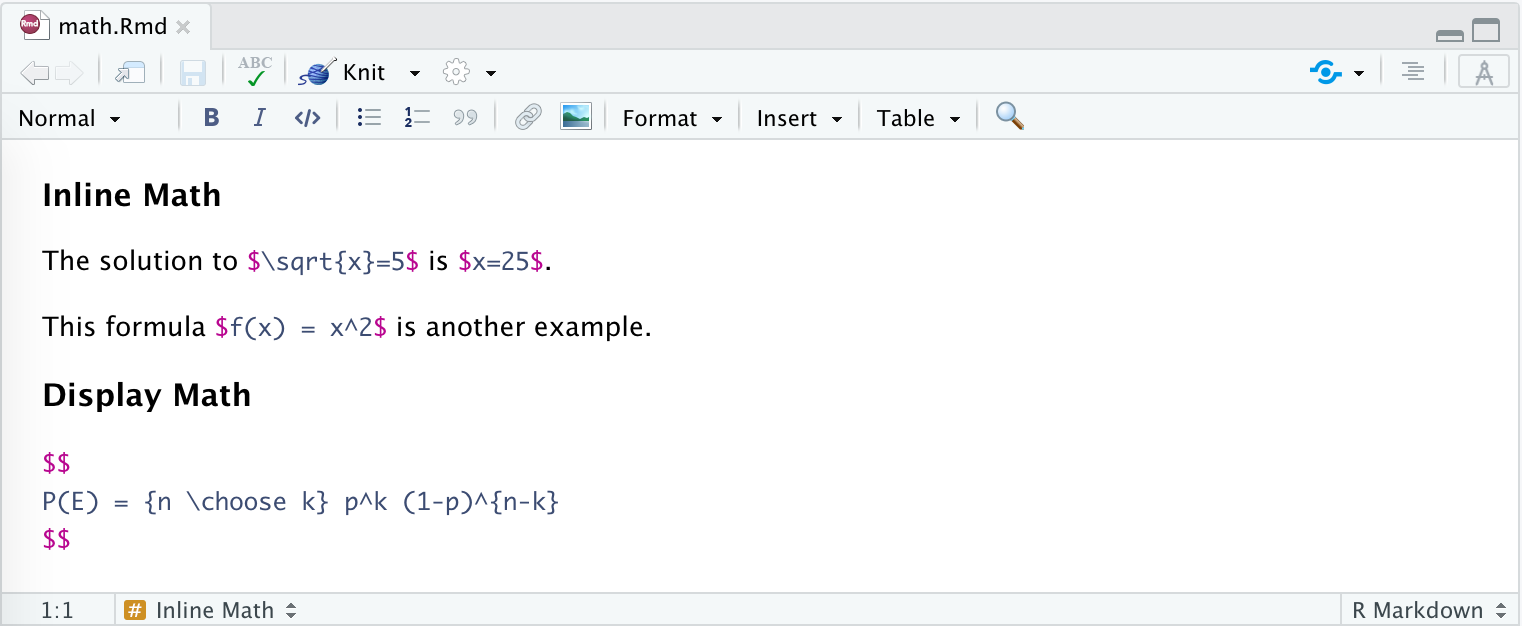 math.Rmd
ABC
Knit
Normal B I </> Format Insert Table
Inline Math
The solution to $\sqrt{x}=5$ is $x=25$.
This formula $f(x) = x^2$ is another example.
Display Math
$$
P(E) = {n \choose k} p^k (1-p)^{n-k}
$$
1:1 # Inline Math R Markdown